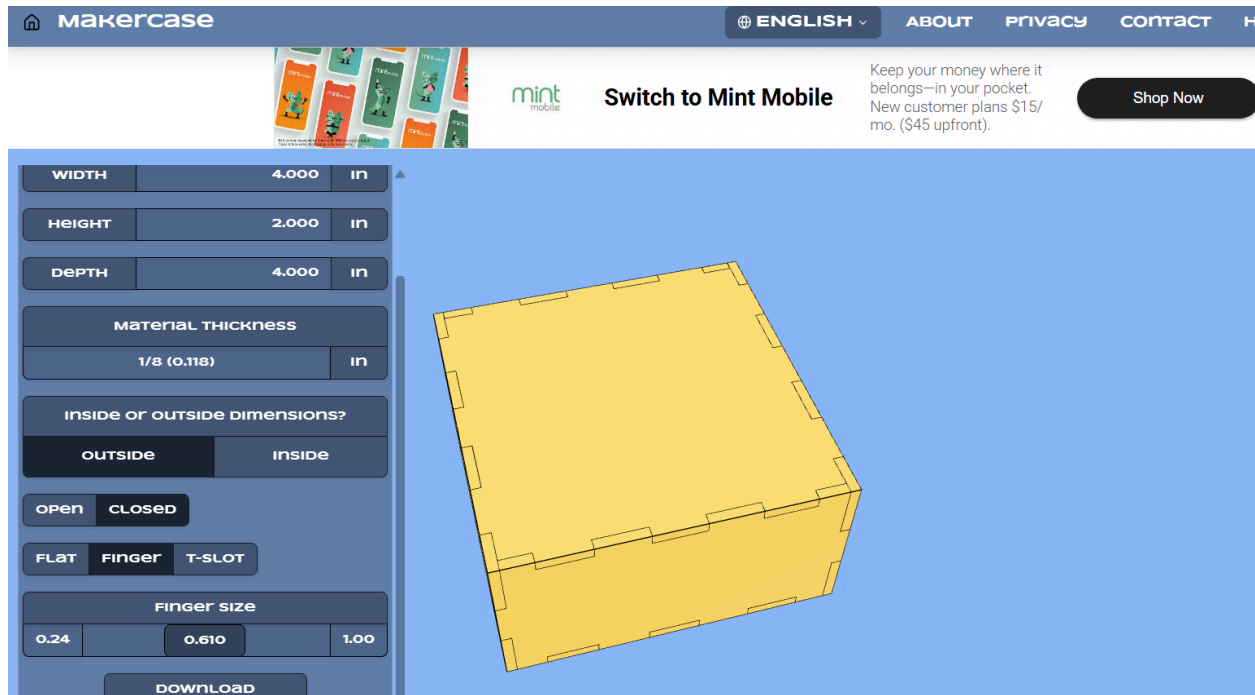 makercase
ENGLISH
ABOUT
Privacy
CONTACT
H
mint
mobile
Switch to Mint Mobile
Keep your money where it
belongs—in your pocket.
New customer plans $15/
mo. ($45 upfront).
Shop Now
WIDTH 4.000 in
Height 2.000 in
Depth 4.000 in
Material Thickness
1/8 (0.118) in
Inside or Outside Dimensions?
Outside Inside
Open Closed
Flat Finger T-Slot
Finger Size
0.24 0.610 1.00
Download